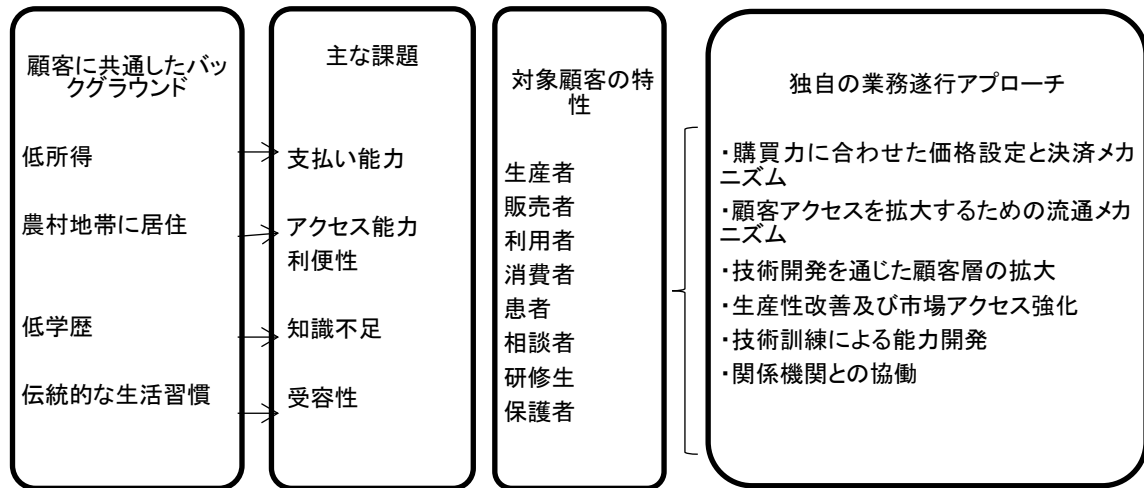 顧客に共通したバッ
クグラウンド
低所得
農村地帯に居住
低学歴
伝統的な生活習慣
主な課題
支払い能力
アクセス能力
利便性
知識不足
受容性
対象顧客の特
性
生産者
販売者
利用者
消費者
患者
相談者
研修生
保護者
独自の業務遂行アプローチ
・購買力に合わせた価格設定と決済メカ
ニズム
・顧客アクセスを拡大するための流通メカ
ニズム
・技術開発を通じた顧客層の拡大
・生産性改善及び市場アクセス強化
・技術訓練による能力開発
・関係機関との協働